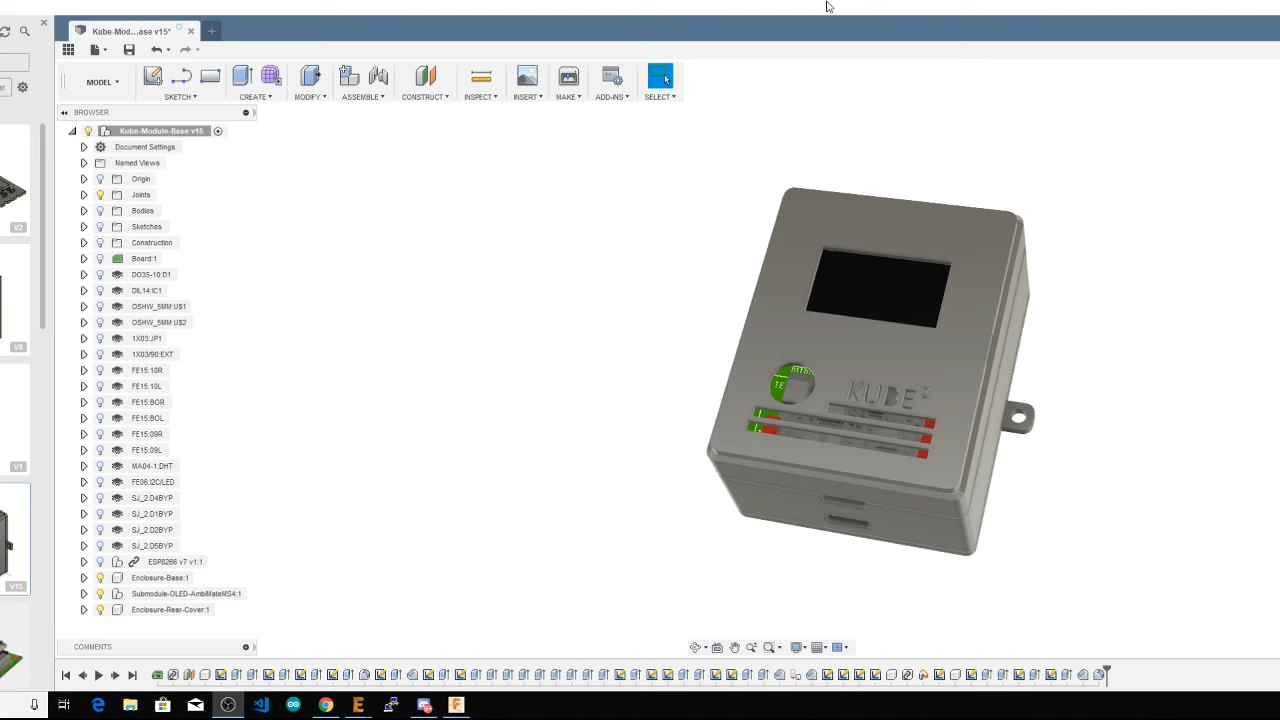 Kube-Mod...ase v15*
MODEL
SKETCH
CREATE
MODIFY
ASSEMBLE
CONSTRUCT
INSPECT
INSERT
MAKE
ADD-INS
SELECT
BROWSER
Kube-Module-Base v15
Document Settings
Named Views
Origin
Joints
Bodies
Sketches
Construction
Board:1
DO35-10:D1
DIL14:IC1
OSHW_5MM:U$1
OSHW_5MM:U$2
1X03:JP1
1X03/90:EXT
FE15:10R
FE15:10L
FE15:BOR
FE15:BOL
FE15:09R
FE15:09L
MA04-1:DHT
FE06:I2C/LED
SJ_2:D4BYP
SJ_2:D1BYP
SJ_2:D2BYP
SJ_2:D5BYP
ESP8266 v7 v1:1
Enclosure-Base:1
Submodule-OLED-AmbiMateMS4:1
Enclosure-Rear-Cover:1
COMMENTS
V2
V1
V15
KUBE
TE